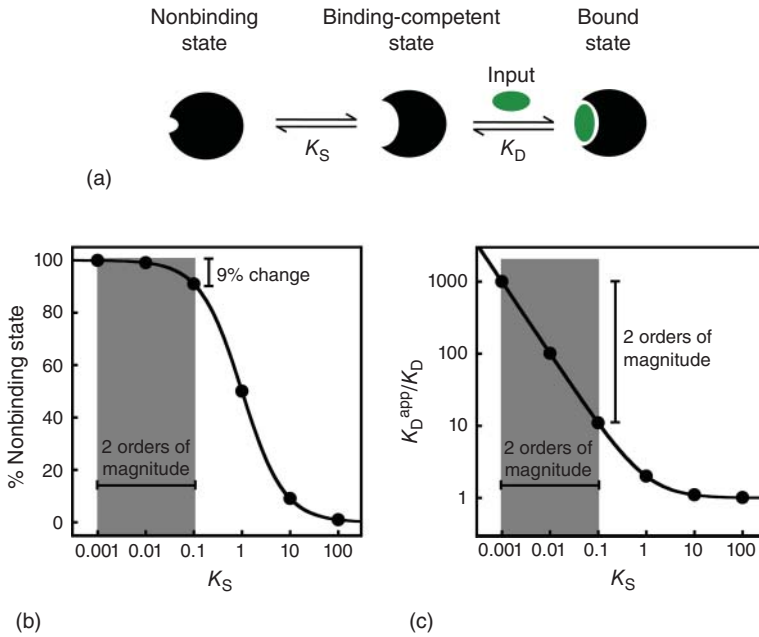 Nonbinding
state
Binding-competent
state
Bound
state
Input
K_S
K_D
(a)
% Nonbinding state
100
80
60
40
20
0
9% change
2 orders of
magnitude
0.001 0.01 0.1 1 10 100
K_S
(b)
K_D^app/K_D
1000
100
10
1
2 orders of
magnitude
2 orders of
magnitude
0.001 0.01 0.1 1 10 100
K_S
(c)